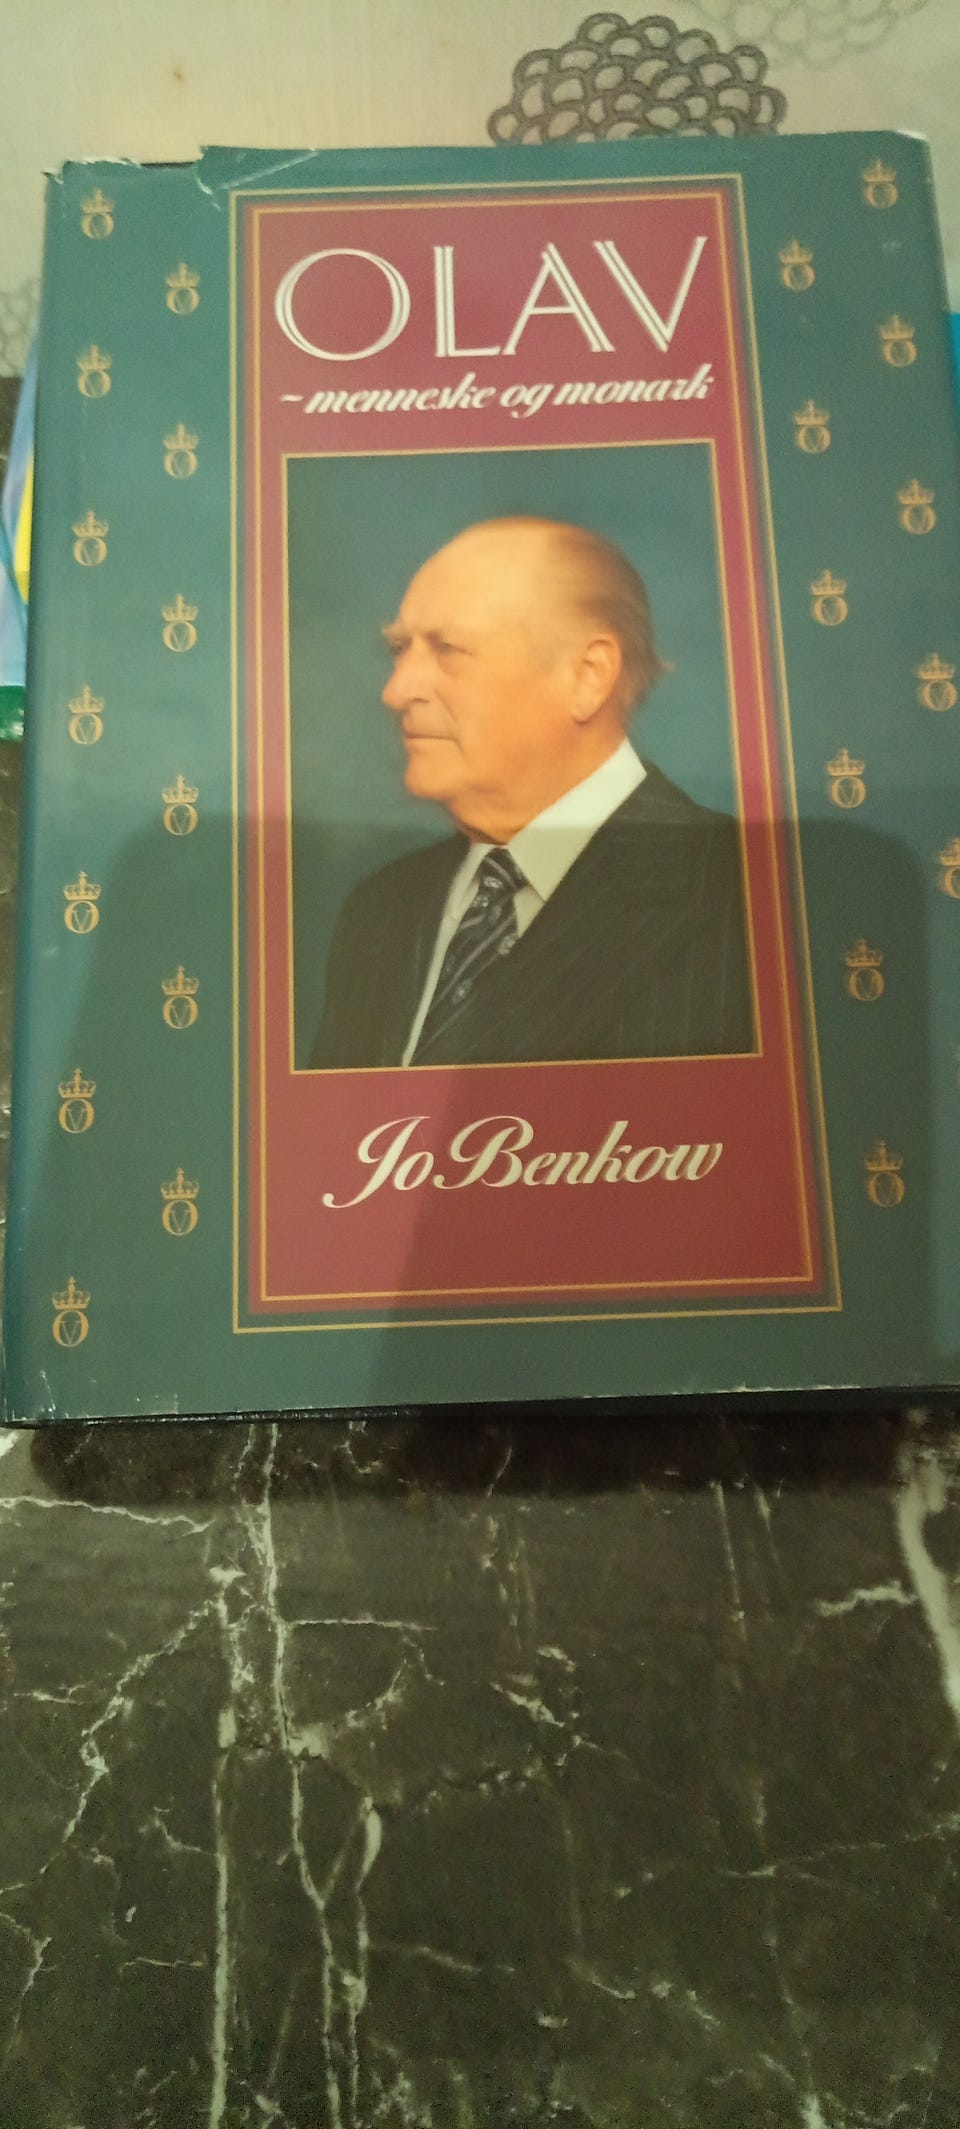 OLAV
~ menneske og monark
Jo Benkow